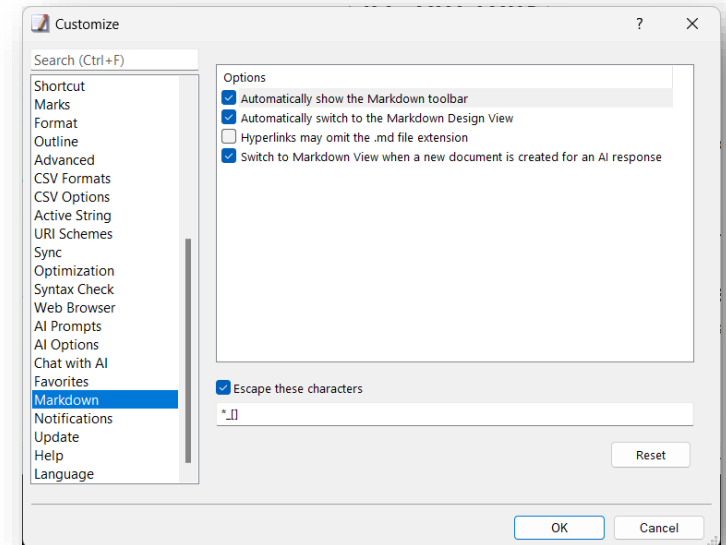 Customize
?
Search (Ctrl+F)
Shortcut
Marks
Format
Outline
Advanced
CSV Formats
CSV Options
Active String
URI Schemes
Sync
Optimization
Syntax Check
Web Browser
AI Prompts
AI Options
Chat with AI
Favorites
Markdown
Notifications
Update
Help
Language
Options
Automatically show the Markdown toolbar
Automatically switch to the Markdown Design View
Hyperlinks may omit the .md file extension
Switch to Markdown View when a new document is created for an AI response
Escape these characters
*_[]
Reset
OK
Cancel